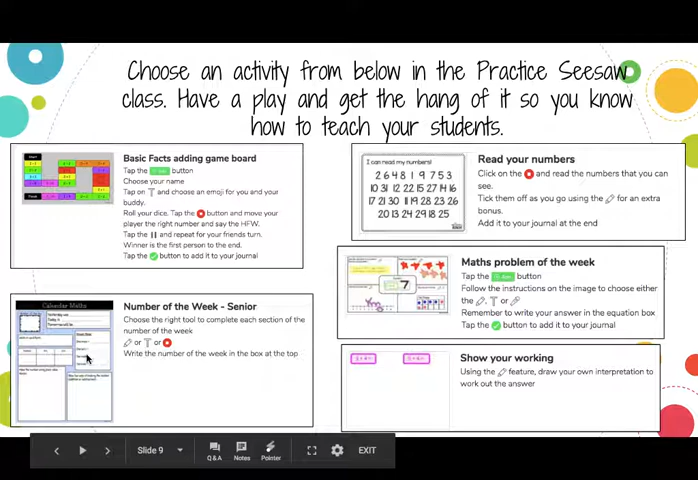 Choose an activity from below in the Practice Seesaw
class. Have a play and get the hang of it so you know
how to teach your students.
Basic Facts adding game board
Tap the button
Choose your name
Tap on T and choose an emoji for you and your
buddy.
Roll your dice. Tap the button and move your
player the right number and say the HFW.
Tap the and repeat for your friends turn.
Winner is the first person to the end.
Tap the button to add it to your journal
Number of the Week - Senior
Choose the right tool to complete each section of the
number of the week
or T or
Write the number of the week in the box at the top
Calendar Maths
I can read my numbers!
2 6 4 8 1 9 7 5 3
10 31 12 22 15 27 14 16
17 21 30 11 19 28 23 26
20 13 24 29 18 25
Read your numbers
Click on the and read the numbers that you can
see.
Tick them off as you go using the for an extra
bonus.
Add it to your journal at the end
7
Maths problem of the week
Tap the button
Follow the instructions on the image to choose either
the , T or
Remember to write your answer in the equation box
Tap the button to add it to your journal
Show your working
Using the feature, draw your own interpretation to
work out the answer
Slide 9
Q & A
Notes
Pointer
EXIT